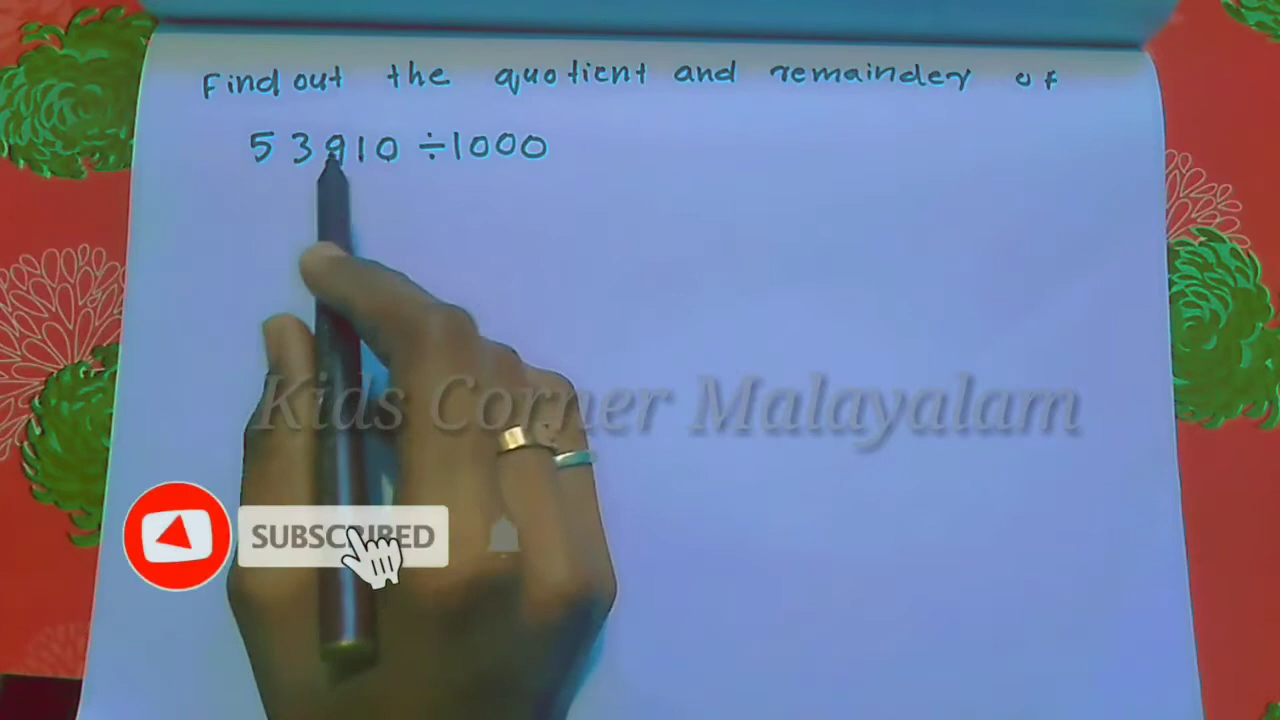 Find out the quotient and remainder of
53910 ÷ 1000
Kids Corner Malayalam
SUBSCRIBED